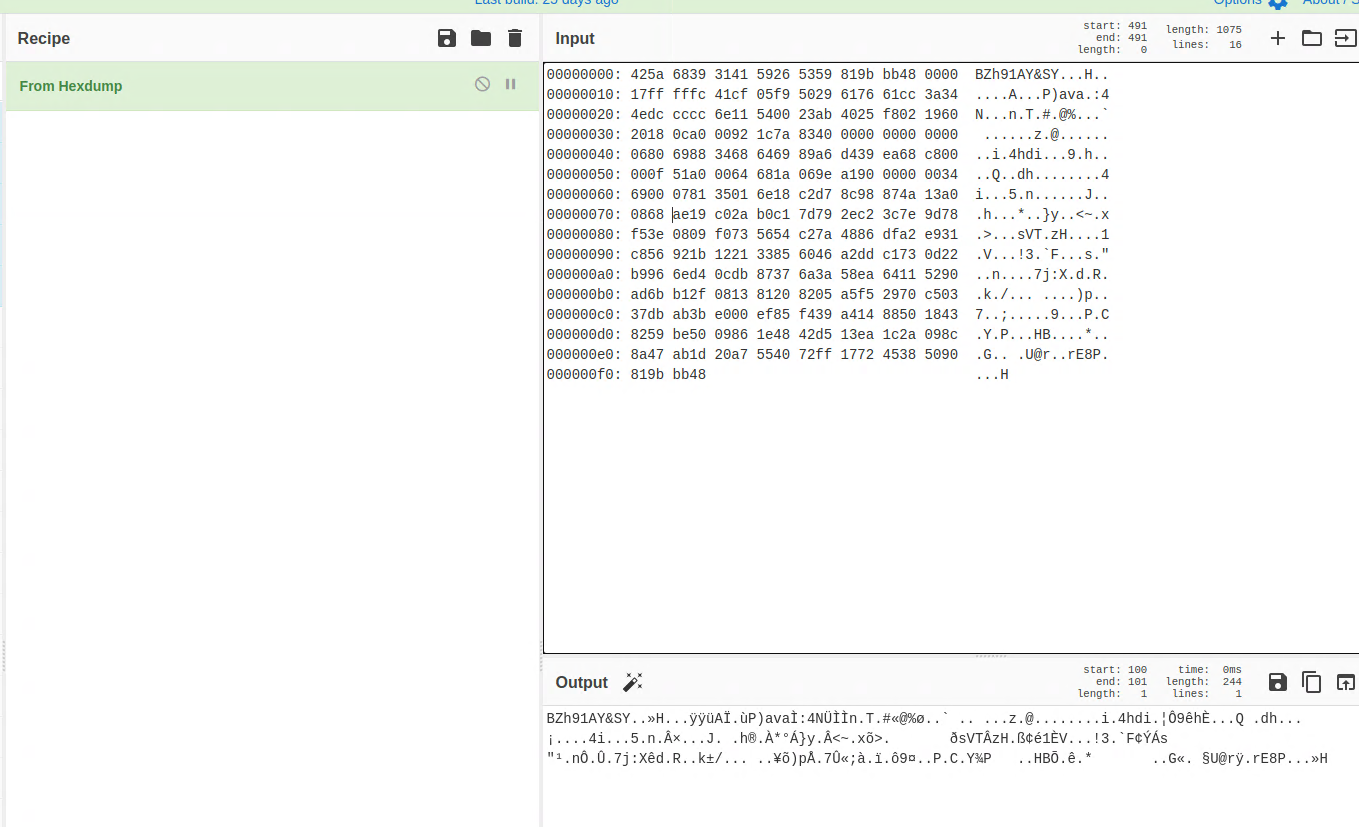 Last build: 25 days ago
Options
About / S
Recipe
Input
start: 491
end: 491
length: 0
length: 1075
lines: 16
From Hexdump
00000000: 425a 6839 3141 5926 5359 819b bb48 0000  BZh91AY&SY...H..
00000010: 17ff fffc 41cf 05f9 5029 6176 61cc 3a34  ....A...P)ava.:4
00000020: 4edc cccc 6e11 5400 23ab 4025 f802 1960  N...n.T.#.@%...`
00000030: 2018 0ca0 0092 1c7a 8340 0000 0000 0000   ......z.@......
00000040: 0680 6988 3468 6469 89a6 d439 ea68 c800  ..i.4hdi...9.h..
00000050: 000f 51a0 0064 681a 069e a190 0000 0034  ..Q..dh........4
00000060: 6900 0781 3501 6e18 c2d7 8c98 874a 13a0  i...5.n......J..
00000070: 0868 ae19 c02a b0c1 7d79 2ec2 3c7e 9d78  .h...*..}y..<~.x
00000080: f53e 0809 f073 5654 c27a 4886 dfa2 e931  .>...sVT.zH....1
00000090: c856 921b 1221 3385 6046 a2dd c173 0d22  .V...!3.`F...s."
000000a0: b996 6ed4 0cdb 8737 6a3a 58ea 6411 5290  ..n....7j:X.d.R.
000000b0: ad6b b12f 0813 8120 8205 a5f5 2970 c503  .k./... ....)p..
000000c0: 37db ab3b e000 ef85 f439 a414 8850 1843  7..;.....9...P.C
000000d0: 8259 be50 0986 1e48 42d5 13ea 1c2a 098c  .Y.P...HB....*..
000000e0: 8a47 ab1d 20a7 5540 72ff 1772 4538 5090  .G.. .U@r..rE8P.
000000f0: 819b bb48                                ...H
Output
start: 100
end: 101
length: 1
time: 0ms
length: 244
lines: 1
BZh91AY&SY..»H...ÿÿüAÏ.ùP)avaÌ:4NÜÌÌn.T.#«@%ø..` .. ...z.@........i.4hdi.¦Ô9êhÈ...Q .dh...
¡....4i...5.n.Â×...J. .h®.À*°Á}y.Â<~.xõ>.       ðsVTÂzH.ß¢é1ÈV...!3.`F¢ÝÁs
"¹.nÔ.Û.7j:Xêd.R..k±/... ..¥õ)pÅ.7Û«;à.ï.ô9¤..P.C.Y¾P   ..HBÕ.ê.*       ..G«. §U@rÿ.rE8P...»H